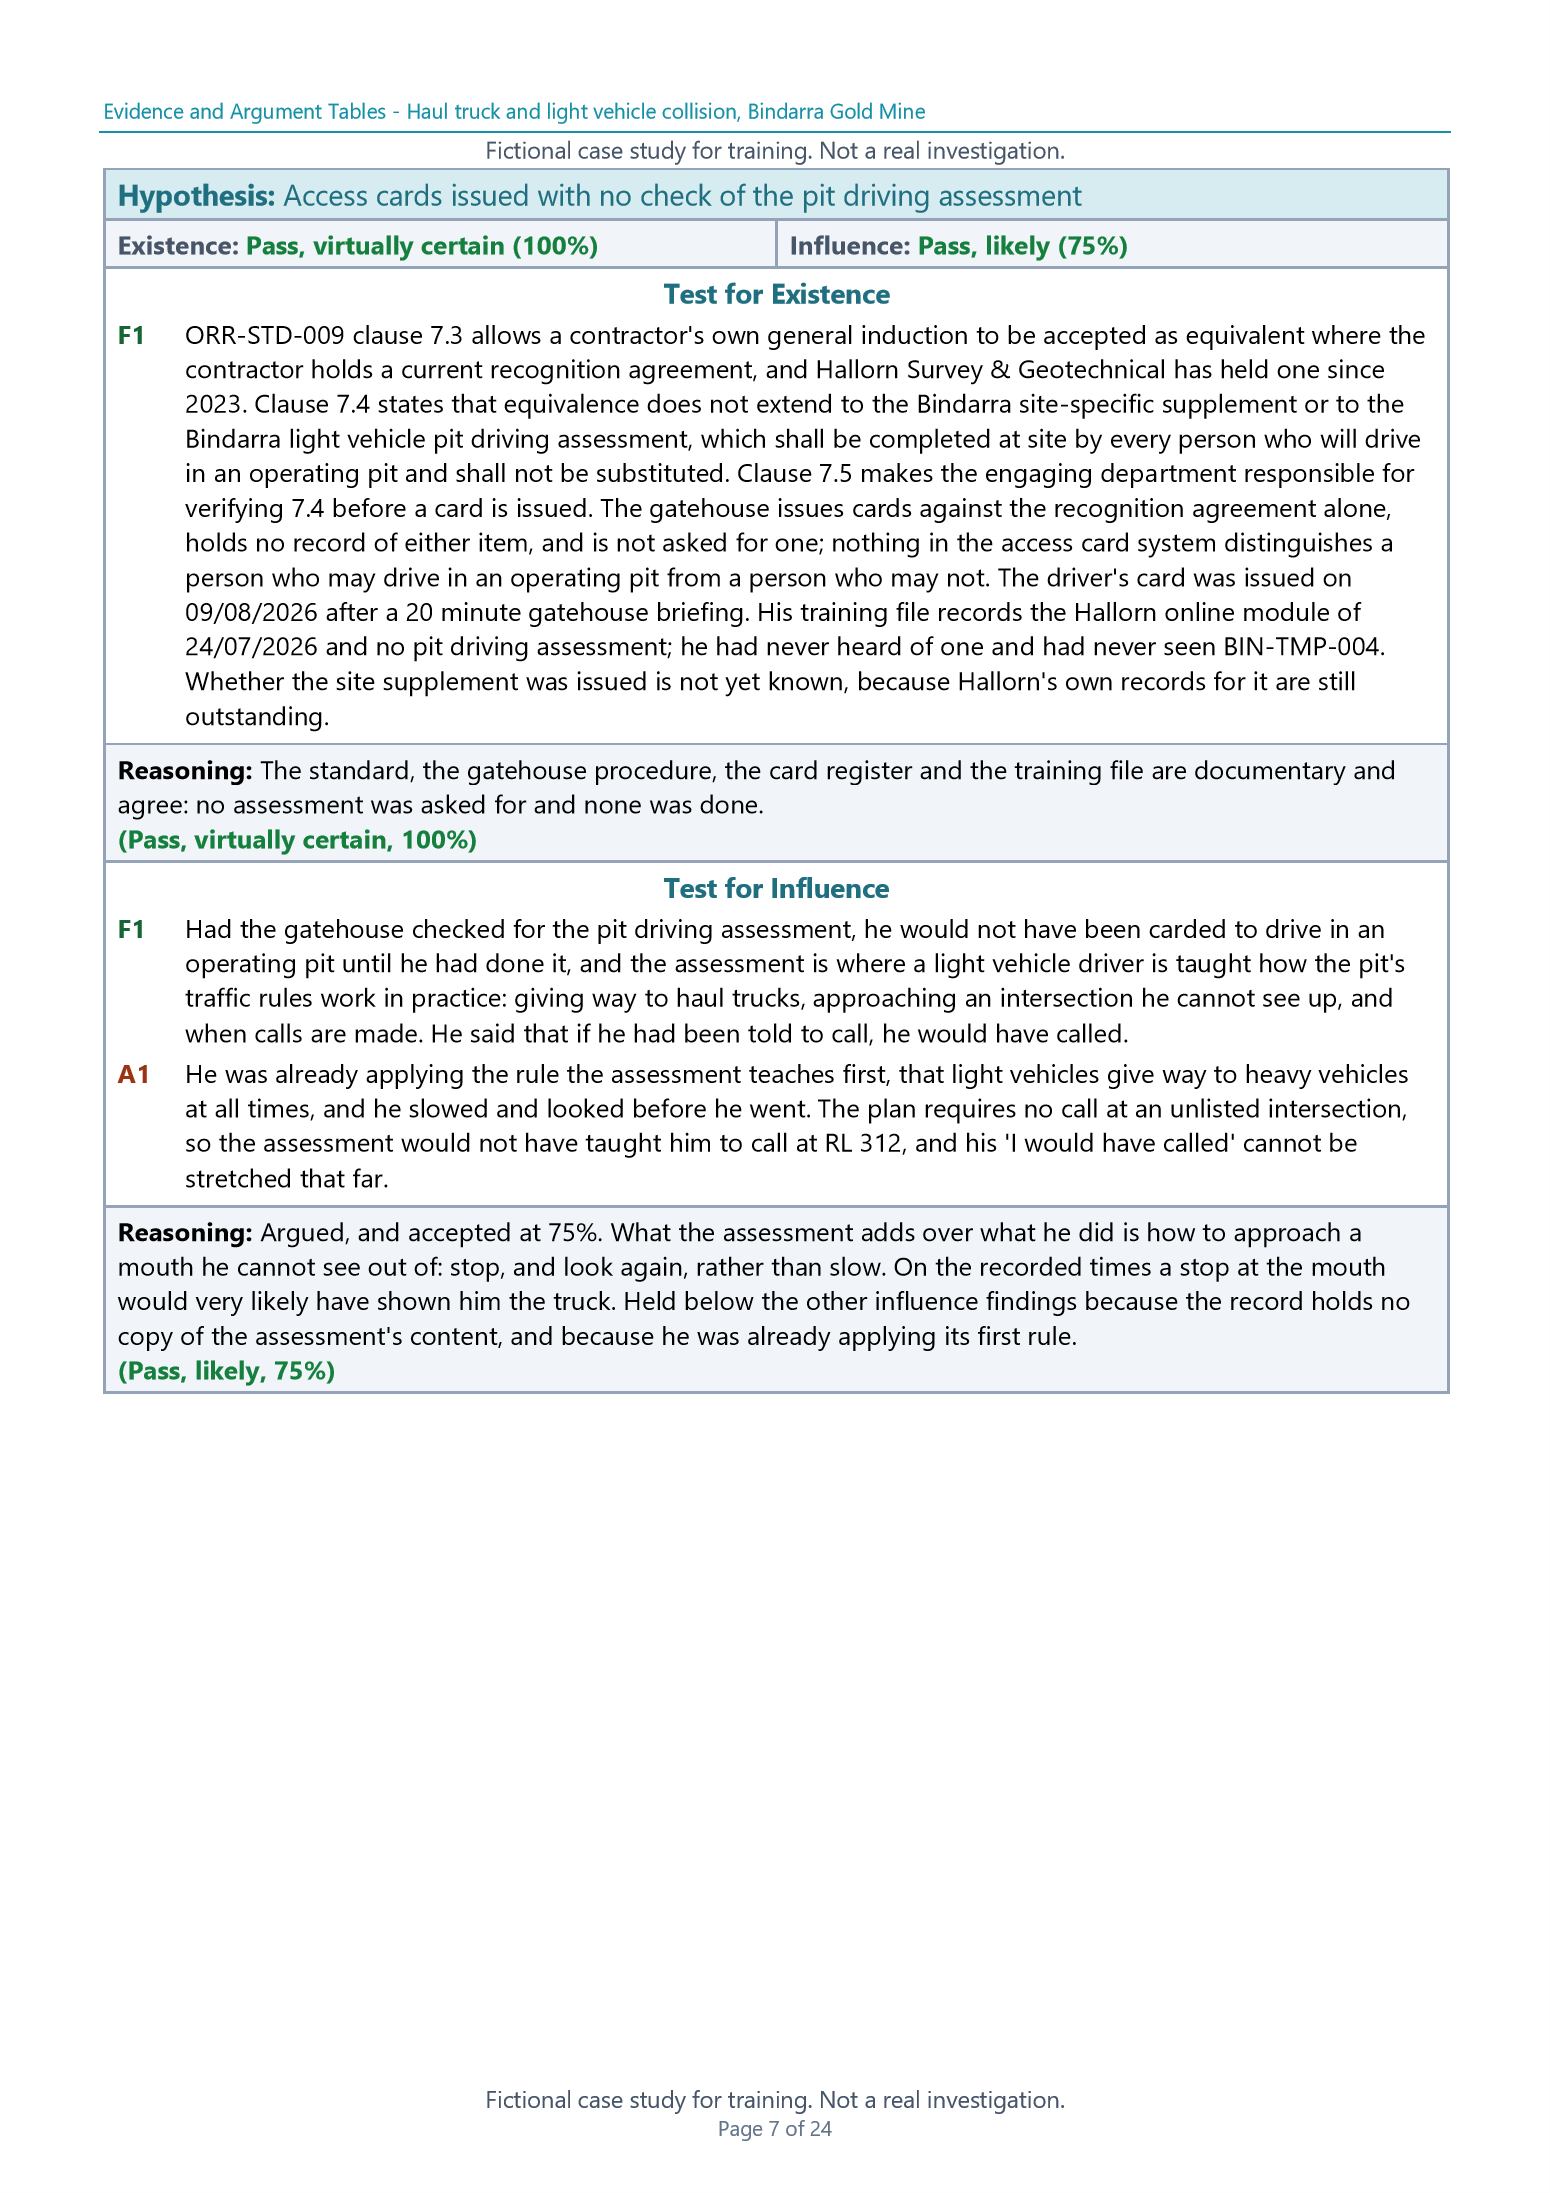 Evidence and Argument Tables - Haul truck and light vehicle collision, Bindarra Gold Mine
Fictional case study for training. Not a real investigation.
Hypothesis: Access cards issued with no check of the pit driving assessment
Existence: Pass, virtually certain (100%)
Influence: Pass, likely (75%)
Test for Existence
F1 ORR-STD-009 clause 7.3 allows a contractor's own general induction to be accepted as equivalent where the
contractor holds a current recognition agreement, and Hallorn Survey & Geotechnical has held one since
2023. Clause 7.4 states that equivalence does not extend to the Bindarra site-specific supplement or to the
Bindarra light vehicle pit driving assessment, which shall be completed at site by every person who will drive
in an operating pit and shall not be substituted. Clause 7.5 makes the engaging department responsible for
verifying 7.4 before a card is issued. The gatehouse issues cards against the recognition agreement alone,
holds no record of either item, and is not asked for one; nothing in the access card system distinguishes a
person who may drive in an operating pit from a person who may not. The driver's card was issued on
09/08/2026 after a 20 minute gatehouse briefing. His training file records the Hallorn online module of
24/07/2026 and no pit driving assessment; he had never heard of one and had never seen BIN-TMP-004.
Whether the site supplement was issued is not yet known, because Hallorn's own records for it are still
outstanding.
Reasoning: The standard, the gatehouse procedure, the card register and the training file are documentary and
agree: no assessment was asked for and none was done.
(Pass, virtually certain, 100%)
Test for Influence
F1 Had the gatehouse checked for the pit driving assessment, he would not have been carded to drive in an
operating pit until he had done it, and the assessment is where a light vehicle driver is taught how the pit's
traffic rules work in practice: giving way to haul trucks, approaching an intersection he cannot see up, and
when calls are made. He said that if he had been told to call, he would have called.
A1 He was already applying the rule the assessment teaches first, that light vehicles give way to heavy vehicles
at all times, and he slowed and looked before he went. The plan requires no call at an unlisted intersection,
so the assessment would not have taught him to call at RL 312, and his 'I would have called' cannot be
stretched that far.
Reasoning: Argued, and accepted at 75%. What the assessment adds over what he did is how to approach a
mouth he cannot see out of: stop, and look again, rather than slow. On the recorded times a stop at the mouth
would very likely have shown him the truck. Held below the other influence findings because the record holds no
copy of the assessment's content, and because he was already applying its first rule.
(Pass, likely, 75%)
Fictional case study for training. Not a real investigation.
Page 7 of 24